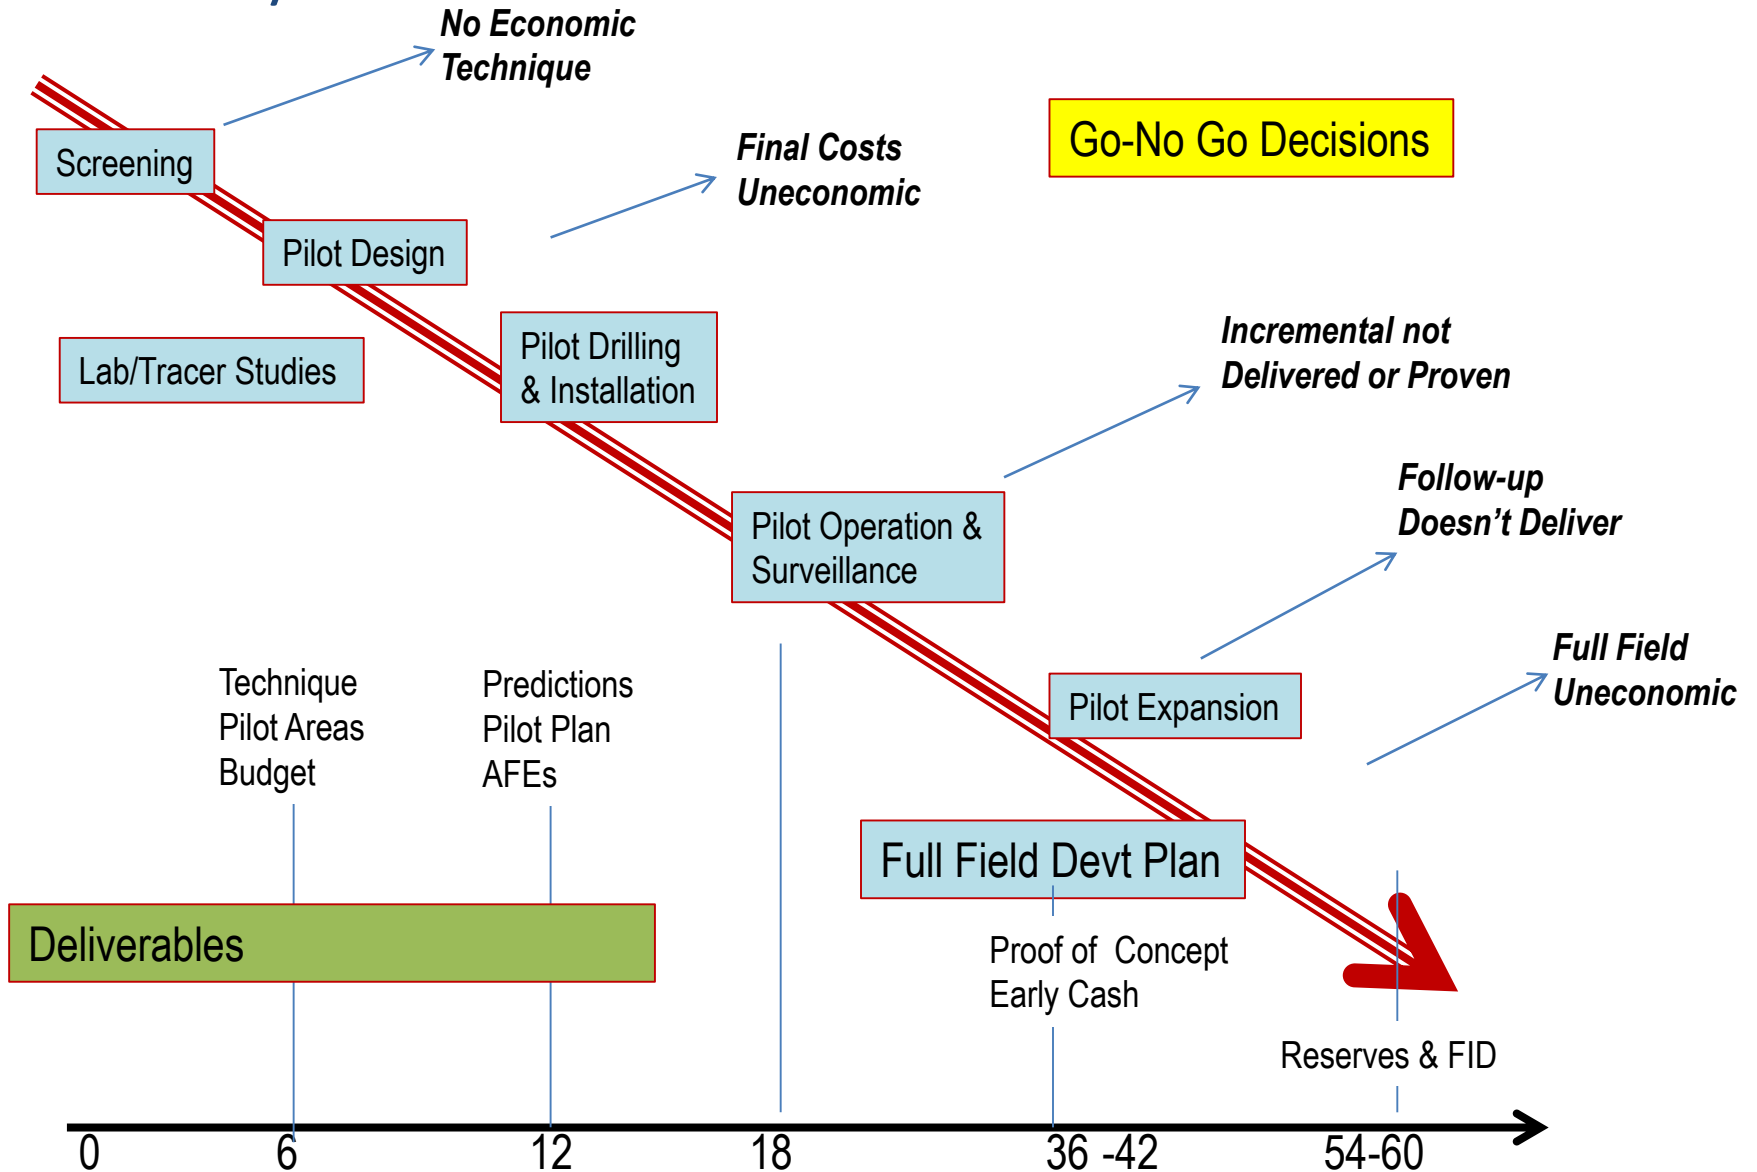 No Economic
Technique
Screening
Final Costs
Uneconomic
Go-No Go Decisions
Pilot Design
Lab/Tracer Studies
Pilot Drilling
& Installation
Incremental not
Delivered or Proven
Pilot Operation &
Surveillance
Follow-up
Doesn’t Deliver
Technique
Pilot Areas
Budget
Predictions
Pilot Plan
AFEs
Pilot Expansion
Full Field
Uneconomic
Full Field Devt Plan
Deliverables
Proof of Concept
Early Cash
Reserves & FID
0 6 12 18 36 -42 54-60